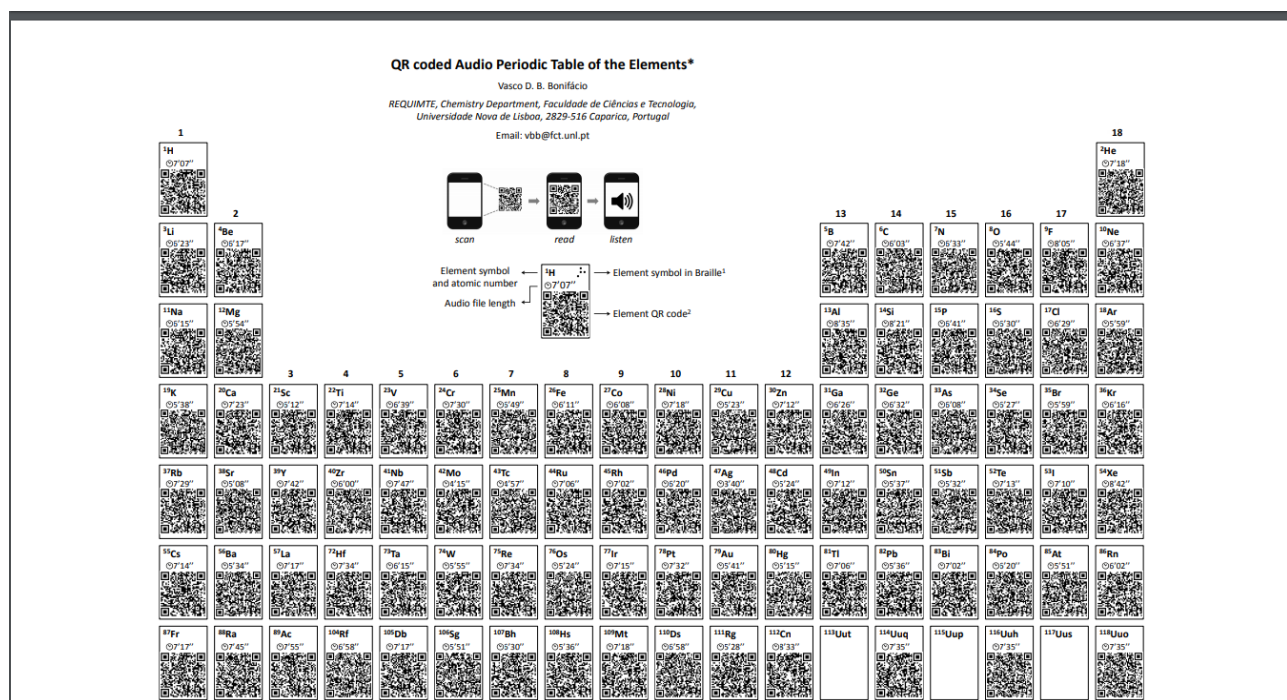 QR coded Audio Periodic Table of the Elements*
Vasco D. B. Bonifácio
REQUIMTE, Chemistry Department, Faculdade de Ciências e Tecnologia,
Universidade Nova de Lisboa, 2829-516 Caparica, Portugal
Email: vbb@fct.unl.pt
1 18
¹H ²He
7'07'' 7'18''
scan read listen
2 13 14 15 16 17
³Li ⁴Be ⁵B ⁶C ⁷N ⁸O ⁹F ¹⁰Ne
6'23'' 6'17'' 7'42'' 6'03'' 6'33'' 5'44'' 8'05'' 6'37''
Element symbol
and atomic number
¹H
7'07''
Element symbol in Braille¹
Audio file length
Element QR code²
¹¹Na ¹²Mg ¹³Al ¹⁴Si ¹⁵P ¹⁶S ¹⁷Cl ¹⁸Ar
6'15'' 5'54'' 8'35'' 8'21'' 6'41'' 6'30'' 6'29'' 5'59''
3 4 5 6 7 8 9 10 11 12
¹⁹K ²⁰Ca ²¹Sc ²²Ti ²³V ²⁴Cr ²⁵Mn ²⁶Fe ²⁷Co ²⁸Ni ²⁹Cu ³⁰Zn ³¹Ga ³²Ge ³³As ³⁴Se ³⁵Br ³⁶Kr
5'38'' 7'23'' 5'12'' 7'14'' 6'39'' 7'30'' 5'49'' 6'11'' 6'08'' 7'18'' 5'23'' 7'12'' 6'26'' 6'32'' 6'08'' 5'27'' 5'59'' 6'16''
³⁷Rb ³⁸Sr ³⁹Y ⁴⁰Zr ⁴¹Nb ⁴²Mo ⁴³Tc ⁴⁴Ru ⁴⁵Rh ⁴⁶Pd ⁴⁷Ag ⁴⁸Cd ⁴⁹In ⁵⁰Sn ⁵¹Sb ⁵²Te ⁵³I ⁵⁴Xe
7'29'' 5'08'' 7'42'' 6'00'' 7'47'' 4'15'' 4'57'' 7'06'' 7'02'' 6'20'' 3'40'' 5'24'' 7'12'' 5'37'' 5'32'' 7'13'' 7'10'' 8'42''
⁵⁵Cs ⁵⁶Ba ⁵⁷La ⁷²Hf ⁷³Ta ⁷⁴W ⁷⁵Re ⁷⁶Os ⁷⁷Ir ⁷⁸Pt ⁷⁹Au ⁸⁰Hg ⁸¹Tl ⁸²Pb ⁸³Bi ⁸⁴Po ⁸⁵At ⁸⁶Rn
7'14'' 5'34'' 7'17'' 7'34'' 6'15'' 5'55'' 7'34'' 5'24'' 7'15'' 7'32'' 5'41'' 5'15'' 7'06'' 5'36'' 7'02'' 6'20'' 5'51'' 6'02''
⁸⁷Fr ⁸⁸Ra ⁸⁹Ac ¹⁰⁴Rf ¹⁰⁵Db ¹⁰⁶Sg ¹⁰⁷Bh ¹⁰⁸Hs ¹⁰⁹Mt ¹¹⁰Ds ¹¹¹Rg ¹¹²Cn ¹¹³Uut ¹¹⁴Uuq ¹¹⁵Uup ¹¹⁶Uuh ¹¹⁷Uus ¹¹⁸Uuo
7'17'' 7'45'' 7'55'' 6'58'' 7'17'' 5'51'' 5'30'' 5'36'' 7'18'' 6'58'' 5'28'' 8'33'' 7'35'' 7'35'' 7'35''